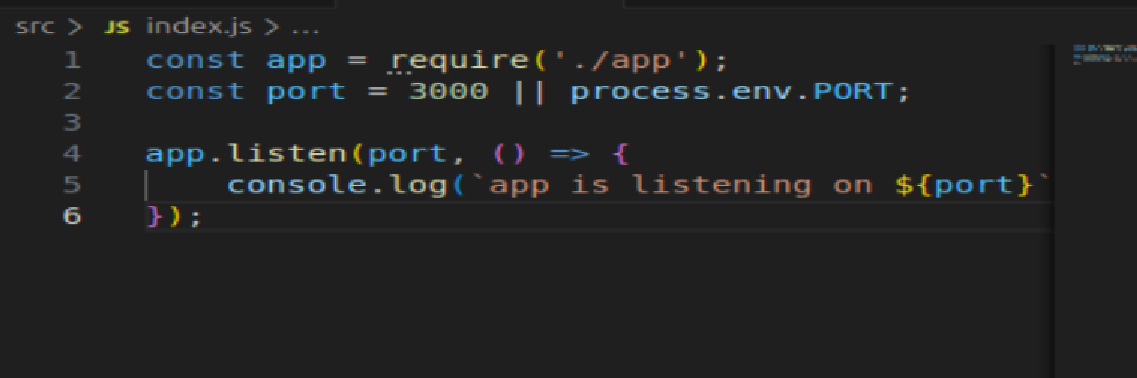 src > JS index.js > ...
1 const app = require('./app');
2 const port = 3000 || process.env.PORT;
3
4 app.listen(port, () => {
5     console.log(`app is listening on ${port}`
6 });